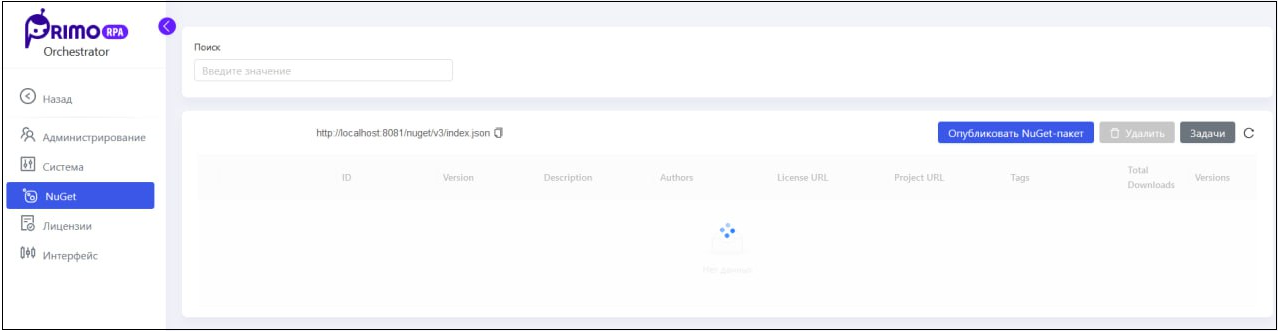 PRIMO RPA
Orchestrator
Назад
Администрирование
Система
NuGet
Лицензии
Интерфейс
Поиск
Введите значение
http://localhost:8081/nuget/v3/index.json
Опубликовать NuGet-пакет
Удалить
Задачи
ID
Version
Description
Authors
License URL
Project URL
Tags
Total
Downloads
Versions
Нет данных